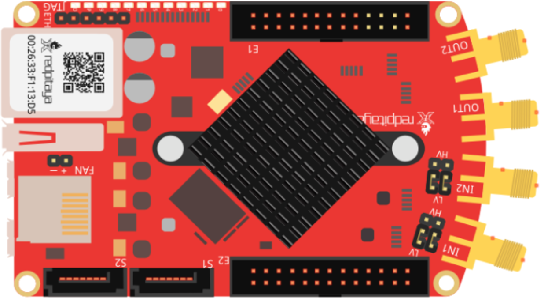 JTAG
ETH
E1
OUT2
redpitaya
00:26:33:F1:13:D5
OUT1
redpitaya
FAN
- +
HV
LV
IN2
HV
LV
IN1
S2
S1
E2